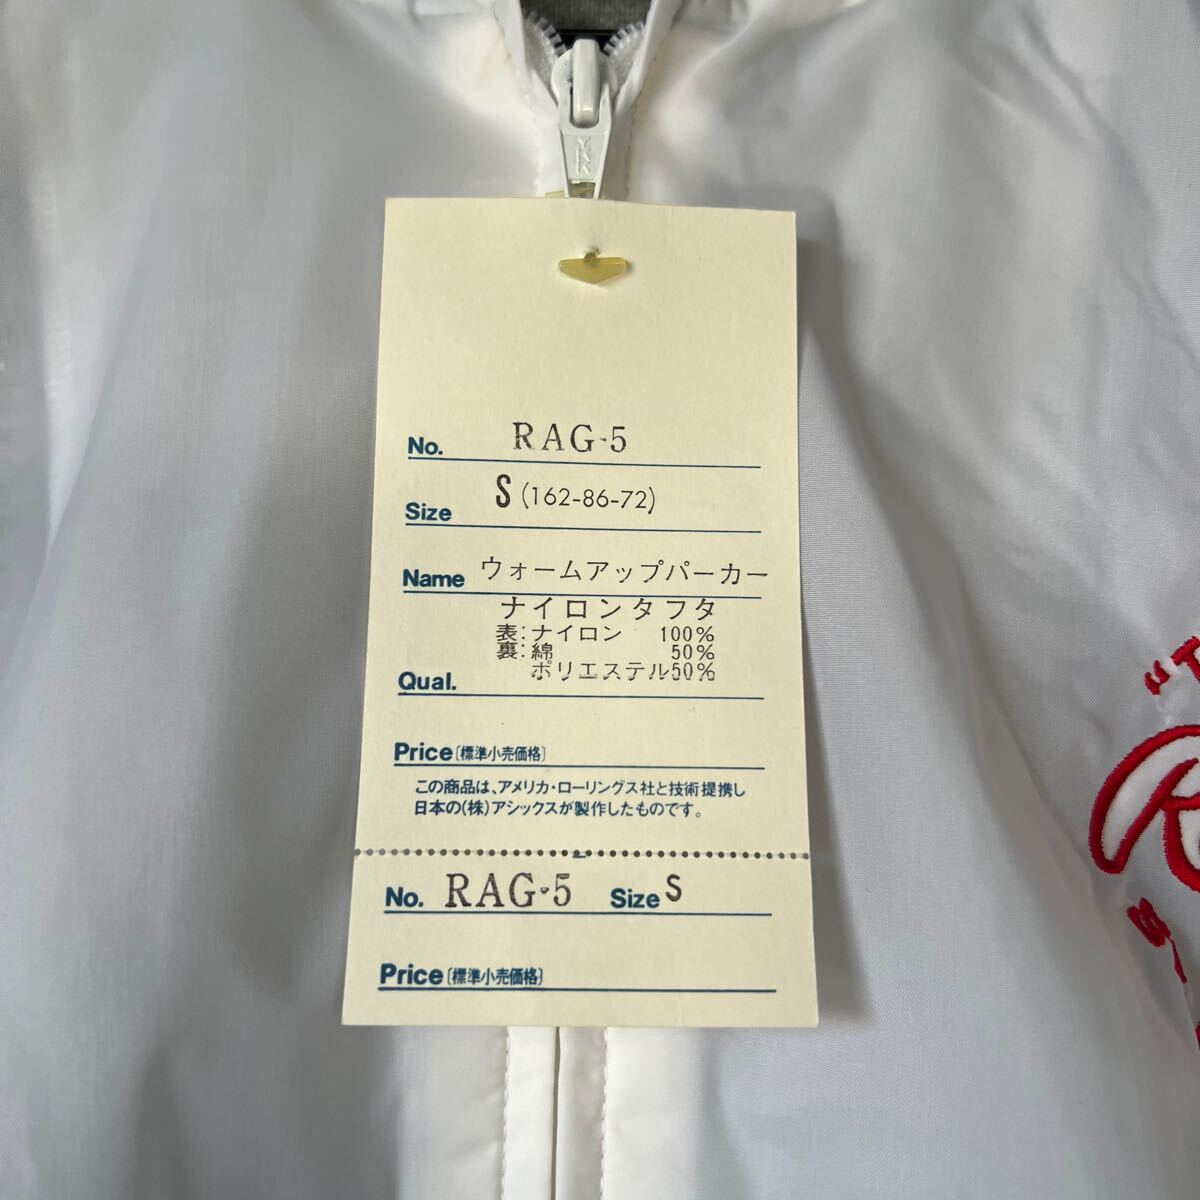 YKK
No. RAG-5
Size S (162-86-72)
Name ウォームアップパーカー
ナイロンタフタ
表:ナイロン 100%
裏:綿 50%
ポリエステル50%
Qual.
Price〔標準小売価格〕
この商品は、アメリカ・ローリングス社と技術提携し
日本の(株)アシックスが製作したものです。
No. RAG-5 Size S
Price〔標準小売価格〕